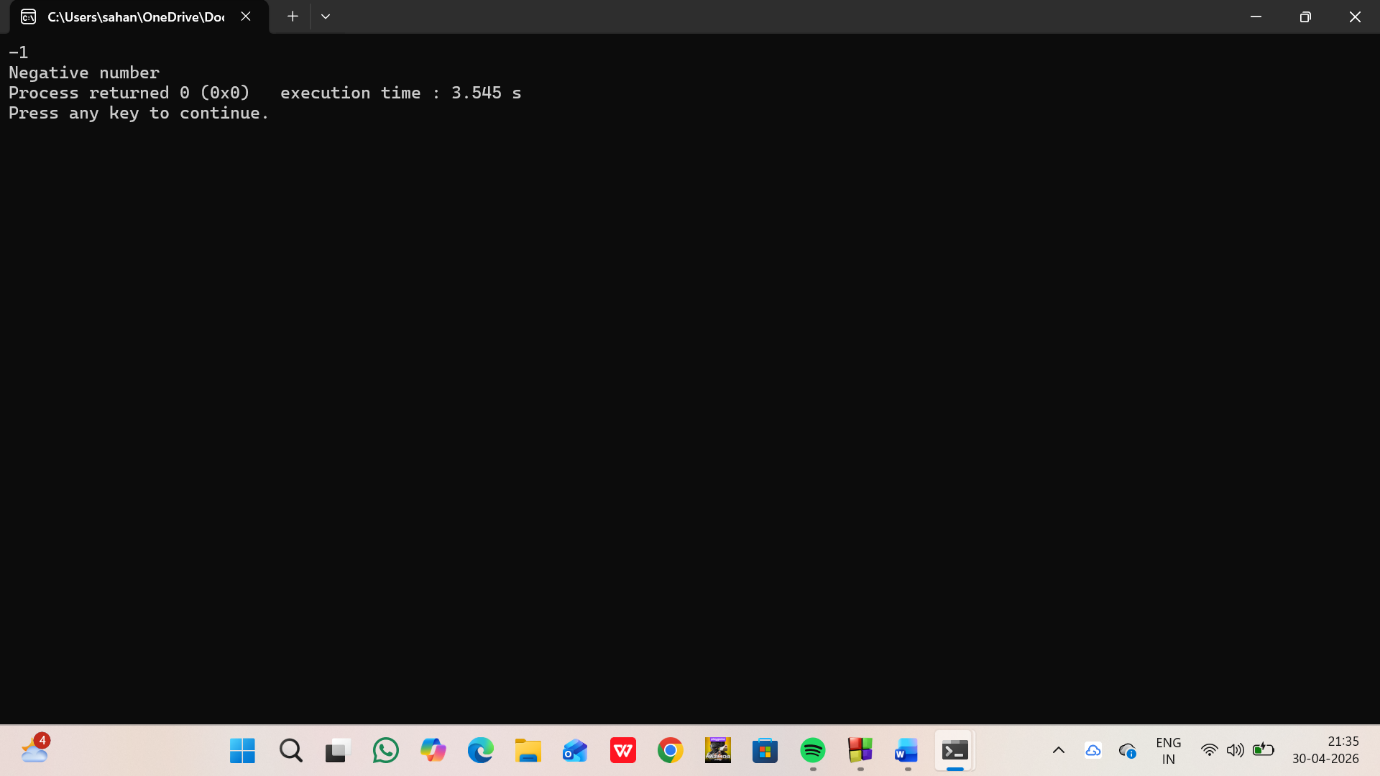 C:\Users\sahan\OneDrive\Doc
-1
Negative number
Process returned 0 (0x0)   execution time : 3.545 s
Press any key to continue.
4
ENG
IN
21:35
30-04-2026